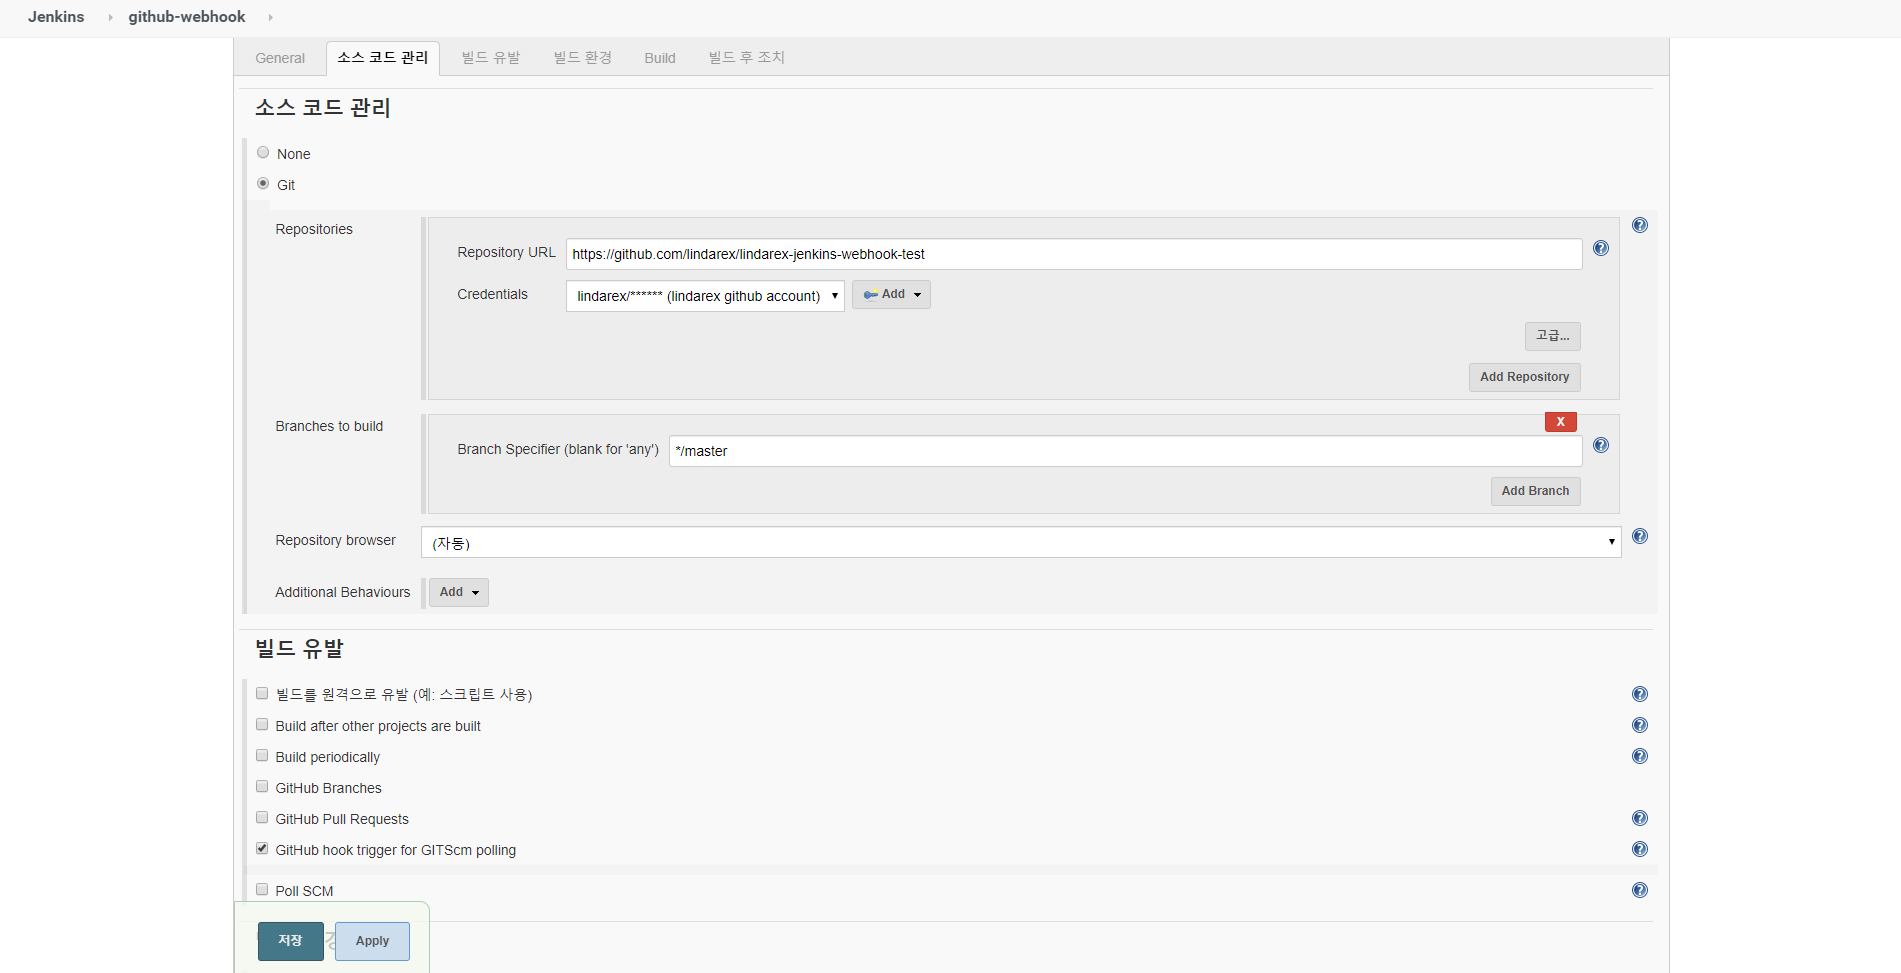 Jenkins github-webhook
General 소스 코드 관리 빌드 유발 빌드 환경 Build 빌드 후 조치
소스 코드 관리
None
Git
Repositories
Repository URL https://github.com/lindarex/lindarex-jenkins-webhook-test
Credentials lindarex/****** (lindarex github account) Add
고급...
Add Repository
Branches to build
X
Branch Specifier (blank for 'any') */master
Add Branch
Repository browser (자동)
Additional Behaviours Add
빌드 유발
빌드를 원격으로 유발 (예: 스크립트 사용)
Build after other projects are built
Build periodically
GitHub Branches
GitHub Pull Requests
GitHub hook trigger for GITScm polling
Poll SCM
저장 Apply